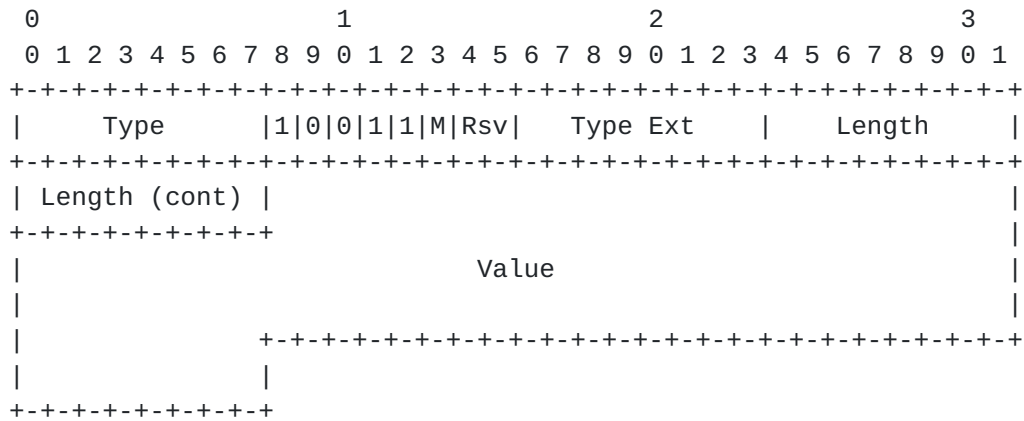 0                   1                   2                   3
 0 1 2 3 4 5 6 7 8 9 0 1 2 3 4 5 6 7 8 9 0 1 2 3 4 5 6 7 8 9 0 1
+-+-+-+-+-+-+-+-+-+-+-+-+-+-+-+-+-+-+-+-+-+-+-+-+-+-+-+-+-+-+-+-+
|     Type      |1|0|0|1|1|M|Rsv|   Type Ext    |    Length     |
+-+-+-+-+-+-+-+-+-+-+-+-+-+-+-+-+-+-+-+-+-+-+-+-+-+-+-+-+-+-+-+-+
| Length (cont) |                                               |
+-+-+-+-+-+-+-+-+                                               |
|                             Value                             |
|                                                               |
|               +-+-+-+-+-+-+-+-+-+-+-+-+-+-+-+-+-+-+-+-+-+-+-+-+
|               |
+-+-+-+-+-+-+-+-+